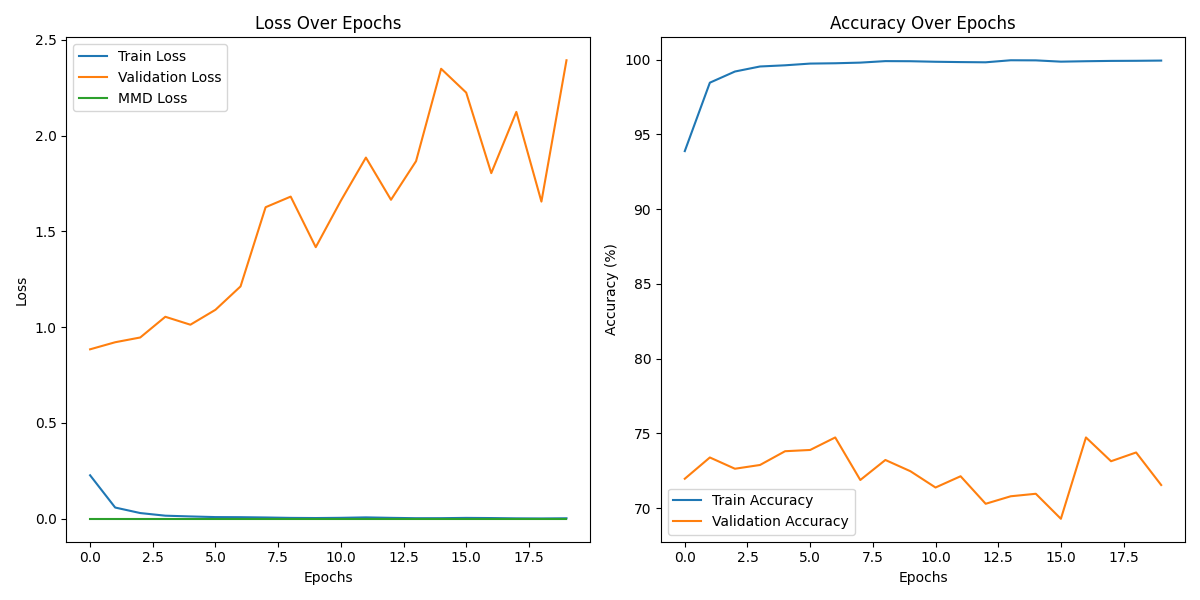 Loss Over Epochs
2.5
2.0
1.5
1.0
0.5
0.0
Loss
Train Loss
Validation Loss
MMD Loss
0.0 2.5 5.0 7.5 10.0 12.5 15.0 17.5
Epochs
Accuracy Over Epochs
100
95
90
85
80
75
70
Accuracy (%)
Train Accuracy
Validation Accuracy
0.0 2.5 5.0 7.5 10.0 12.5 15.0 17.5
Epochs